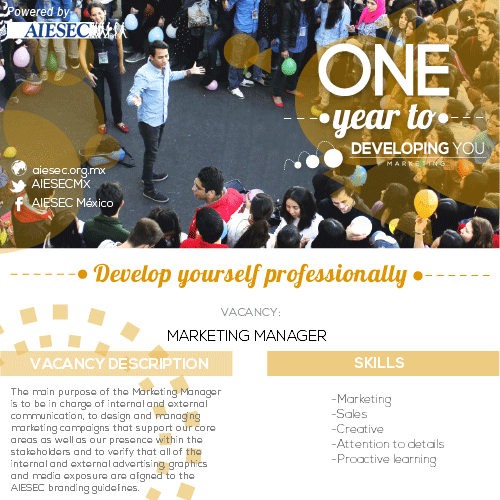 Powered by
AIESEC
ONE
year to
DEVELOPING YOU
MARKETING
aiesec.org.mx
AIESECMX
AIESEC México
Develop yourself professionally
VACANCY:
MARKETING MANAGER
VACANCY DESCRIPTION
The main purpose of the Marketing Manager
is to be in charge of internal and external
communication, to design and managing
marketing campaigns that support our core
areas as well as our presence within the
stakeholders and to verify that all of the
internal and external advertising, graphics
and media exposure are aligned to the
AIESEC branding guidelines.
SKILLS
-Marketing
-Sales
-Creative
-Attention to details
-Proactive learning